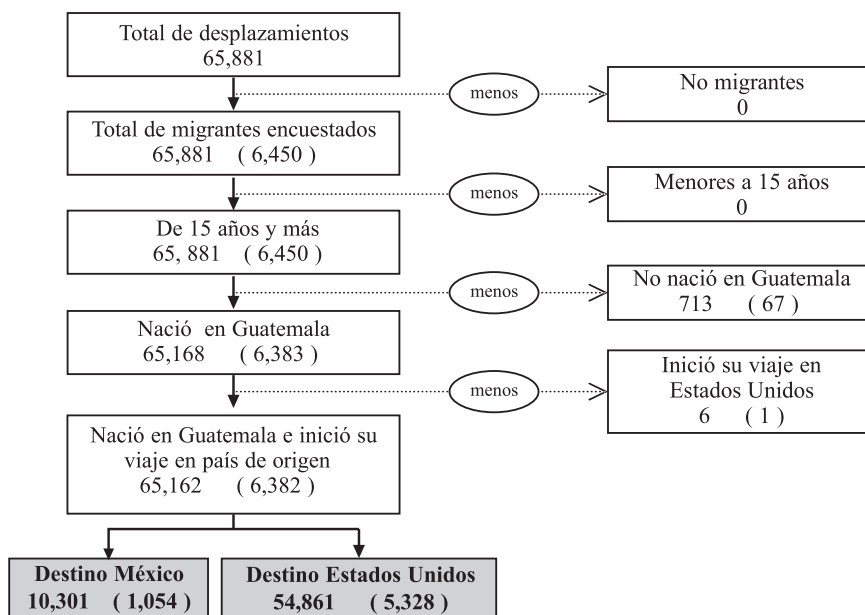 Total de desplazamientos
65,881
menos
No migrantes
0
Total de migrantes encuestados
65,881 ( 6,450 )
menos
Menores a 15 años
0
De 15 años y más
65, 881 ( 6,450 )
menos
No nació en Guatemala
713 ( 67 )
Nació en Guatemala
65,168 ( 6,383 )
menos
Inició su viaje en
Estados Unidos
6 ( 1 )
Nació en Guatemala e inició su
viaje en país de origen
65,162 ( 6,382 )
Destino México
10,301 ( 1,054 )
Destino Estados Unidos
54,861 ( 5,328 )